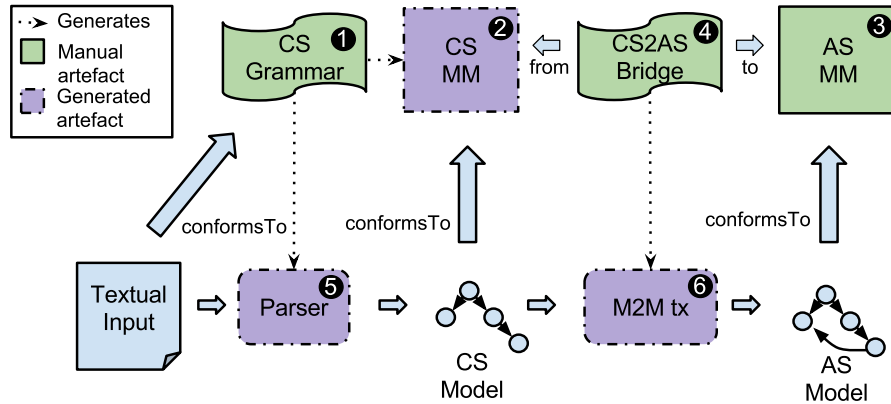 Generates
Manual
artefact
Generated
artefact
CS
Grammar
1
CS
MM
2
from
CS2AS
Bridge
4
to
AS
MM
3
conformsTo
conformsTo
conformsTo
Textual
Input
Parser
5
CS
Model
M2M tx
6
AS
Model